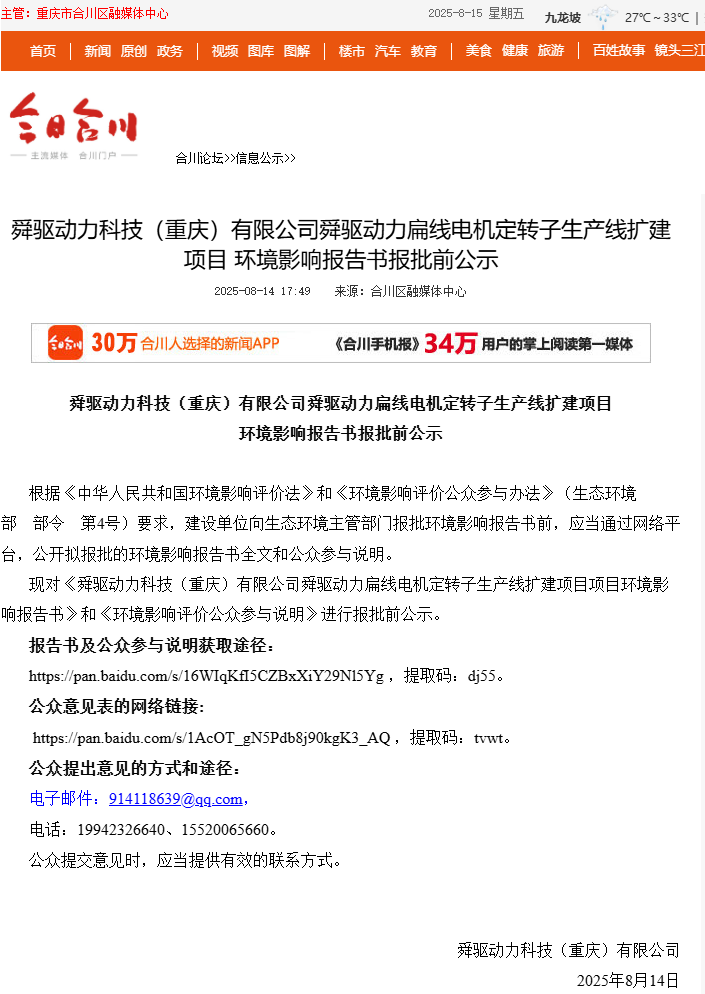 主管：重庆市合川区融媒体中心 2025-8-15 星期五 九龙坡 27℃～33℃ |
首页 | 新闻 原创 政务 | 视频 图库 图解 | 楼市 汽车 教育 | 美食 健康 旅游 | 百姓故事 镜头三江
今日合川
主流媒体 合川门户
合川论坛>>信息公示>>
舜驱动力科技（重庆）有限公司舜驱动力扁线电机定转子生产线扩建
项目 环境影响报告书报批前公示
2025-08-14 17:49 来源：合川区融媒体中心
今日合川 30万 合川人选择的新闻APP 《合川手机报》34万 用户的掌上阅读第一媒体
舜驱动力科技（重庆）有限公司舜驱动力扁线电机定转子生产线扩建项目
环境影响报告书报批前公示
根据《中华人民共和国环境影响评价法》和《环境影响评价公众参与办法》（生态环境
部 部令 第4号）要求，建设单位向生态环境主管部门报批环境影响报告书前，应当通过网络平
台，公开拟报批的环境影响报告书全文和公众参与说明。
现对《舜驱动力科技（重庆）有限公司舜驱动力扁线电机定转子生产线扩建项目项目环境影
响报告书》和《环境影响评价公众参与说明》进行报批前公示。
报告书及公众参与说明获取途径：
https://pan.baidu.com/s/16WIqKfI5CZBxXiY29Nl5Yg ，提取码：dj55。
公众意见表的网络链接:
https://pan.baidu.com/s/1AcOT_gN5Pdb8j90kgK3_AQ ，提取码：tvwt。
公众提出意见的方式和途径：
电子邮件：914118639@qq.com，
电话：19942326640、15520065660。
公众提交意见时，应当提供有效的联系方式。
舜驱动力科技（重庆）有限公司
2025年8月14日